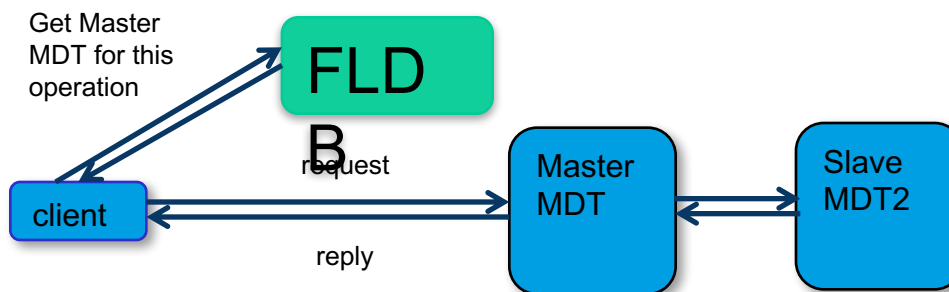 Get Master
MDT for this
operation
FLD
B
request
Master
MDT
Slave
MDT2
client
reply